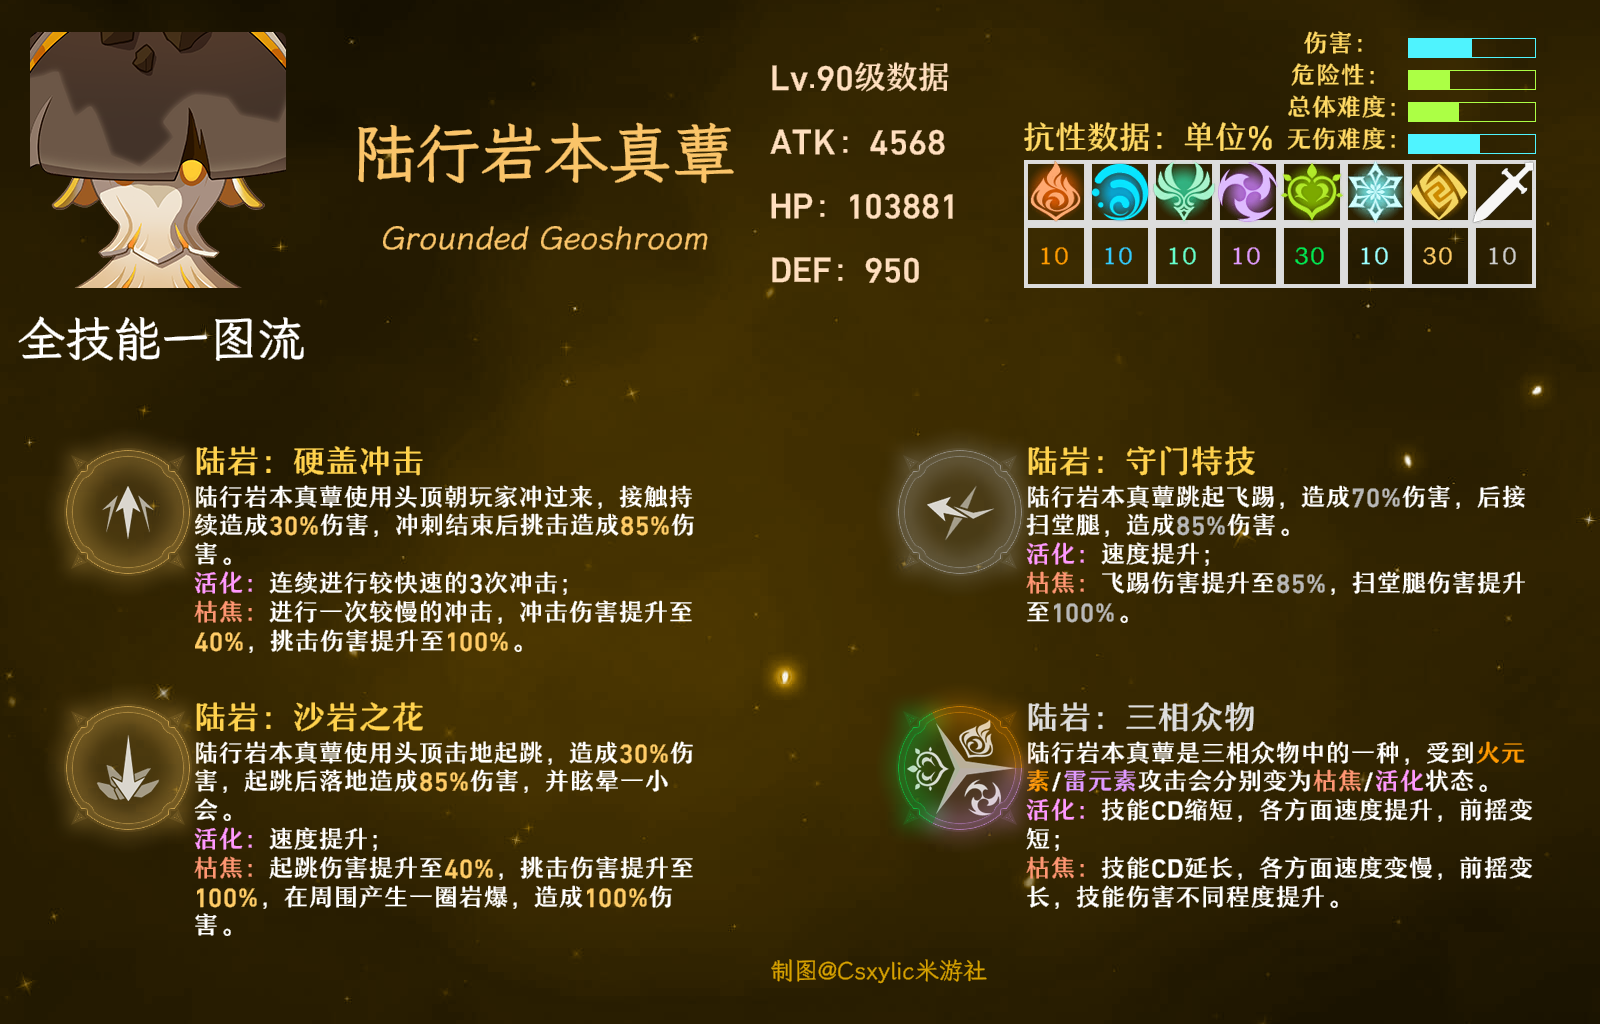 陆行岩本真蕈
Grounded Geoshroom
Lv.90级数据
ATK：4568
HP：103881
DEF：950
伤害：
危险性：
总体难度：
无伤难度：
抗性数据：单位%
10 10 10 10 30 10 30 10
全技能一图流
陆岩：硬盖冲击
陆行岩本真蕈使用头顶朝玩家冲过来，接触持
续造成30%伤害，冲刺结束后挑击造成85%伤
害。
活化：连续进行较快速的3次冲击；
枯焦：进行一次较慢的冲击，冲击伤害提升至
40%，挑击伤害提升至100%。
陆岩：守门特技
陆行岩本真蕈跳起飞踢，造成70%伤害，后接
扫堂腿，造成85%伤害。
活化：速度提升；
枯焦：飞踢伤害提升至85%，扫堂腿伤害提升
至100%。
陆岩：沙岩之花
陆行岩本真蕈使用头顶击地起跳，造成30%伤
害，起跳后落地造成85%伤害，并眩晕一小
会。
活化：速度提升；
枯焦：起跳伤害提升至40%，挑击伤害提升至
100%，在周围产生一圈岩爆，造成100%伤
害。
陆岩：三相众物
陆行岩本真蕈是三相众物中的一种，受到火元
素/雷元素攻击会分别变为枯焦/活化状态。
活化：技能CD缩短，各方面速度提升，前摇变
短；
枯焦：技能CD延长，各方面速度变慢，前摇变
长，技能伤害不同程度提升。
制图@Csxylic米游社